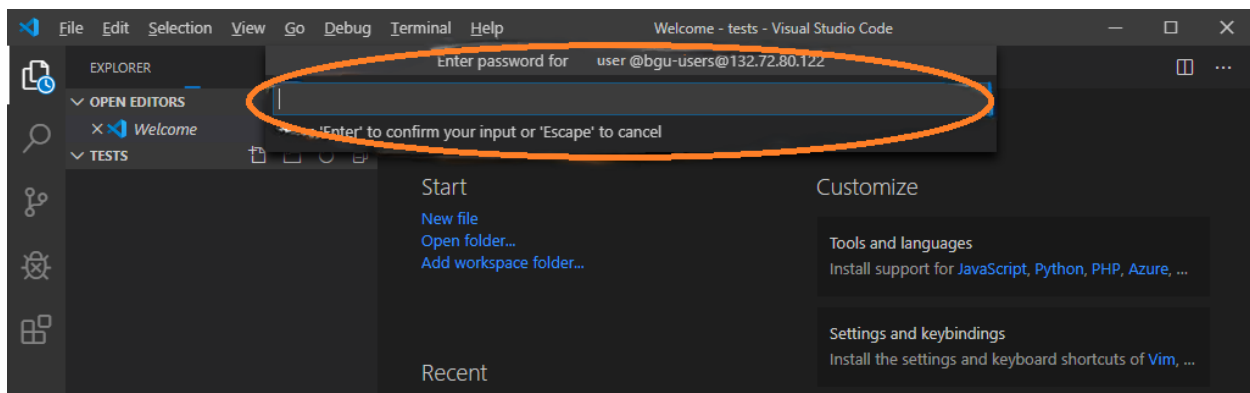 File Edit Selection View Go Debug Terminal Help Welcome - tests - Visual Studio Code
Enter password for user @bgu-users@132.72.80.122
'Enter' to confirm your input or 'Escape' to cancel
EXPLORER
OPEN EDITORS
Welcome
TESTS
Start
New file
Open folder...
Add workspace folder...
Recent
Customize
Tools and languages
Install support for JavaScript, Python, PHP, Azure, ...
Settings and keybindings
Install the settings and keyboard shortcuts of Vim, ...